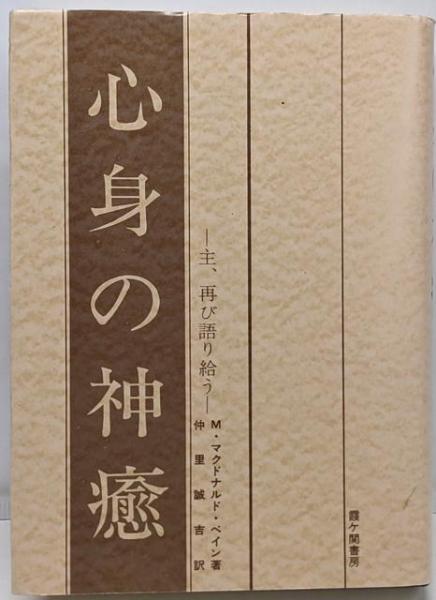 心身の神癒
―主、再び語り給う―
M・マクドナルド・ペイン著
仲里誠吉訳
霞ケ関書房